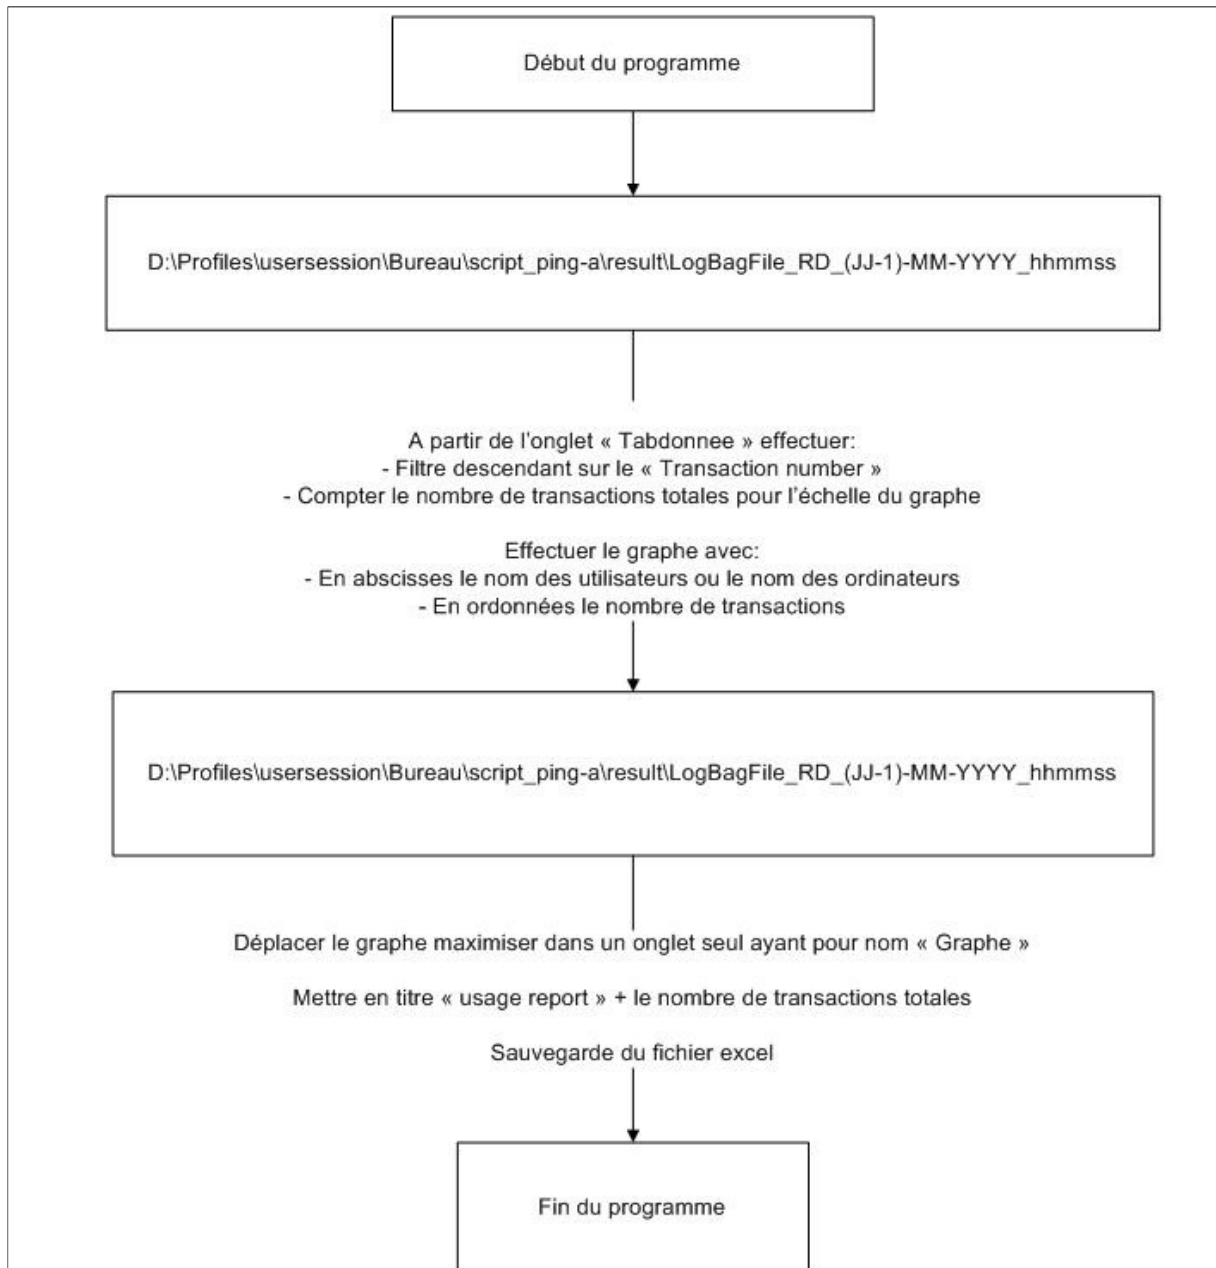 Début du programme
D:\Profiles\usersession\Bureau\script_ping-a\result\LogBagFile_RD_(JJ-1)-MM-YYYY_hhmmss
A partir de l'onglet « Tabdonnee » effectuer:
- Filtre descendant sur le « Transaction number »
- Compter le nombre de transactions totales pour l'échelle du graphe
Effectuer le graphe avec:
- En abscisses le nom des utilisateurs ou le nom des ordinateurs
- En ordonnées le nombre de transactions
D:\Profiles\usersession\Bureau\script_ping-a\result\LogBagFile_RD_(JJ-1)-MM-YYYY_hhmmss
Déplacer le graphe maximiser dans un onglet seul ayant pour nom « Graphe »
Mettre en titre « usage report » + le nombre de transactions totales
Sauvegarde du fichier excel
Fin du programme